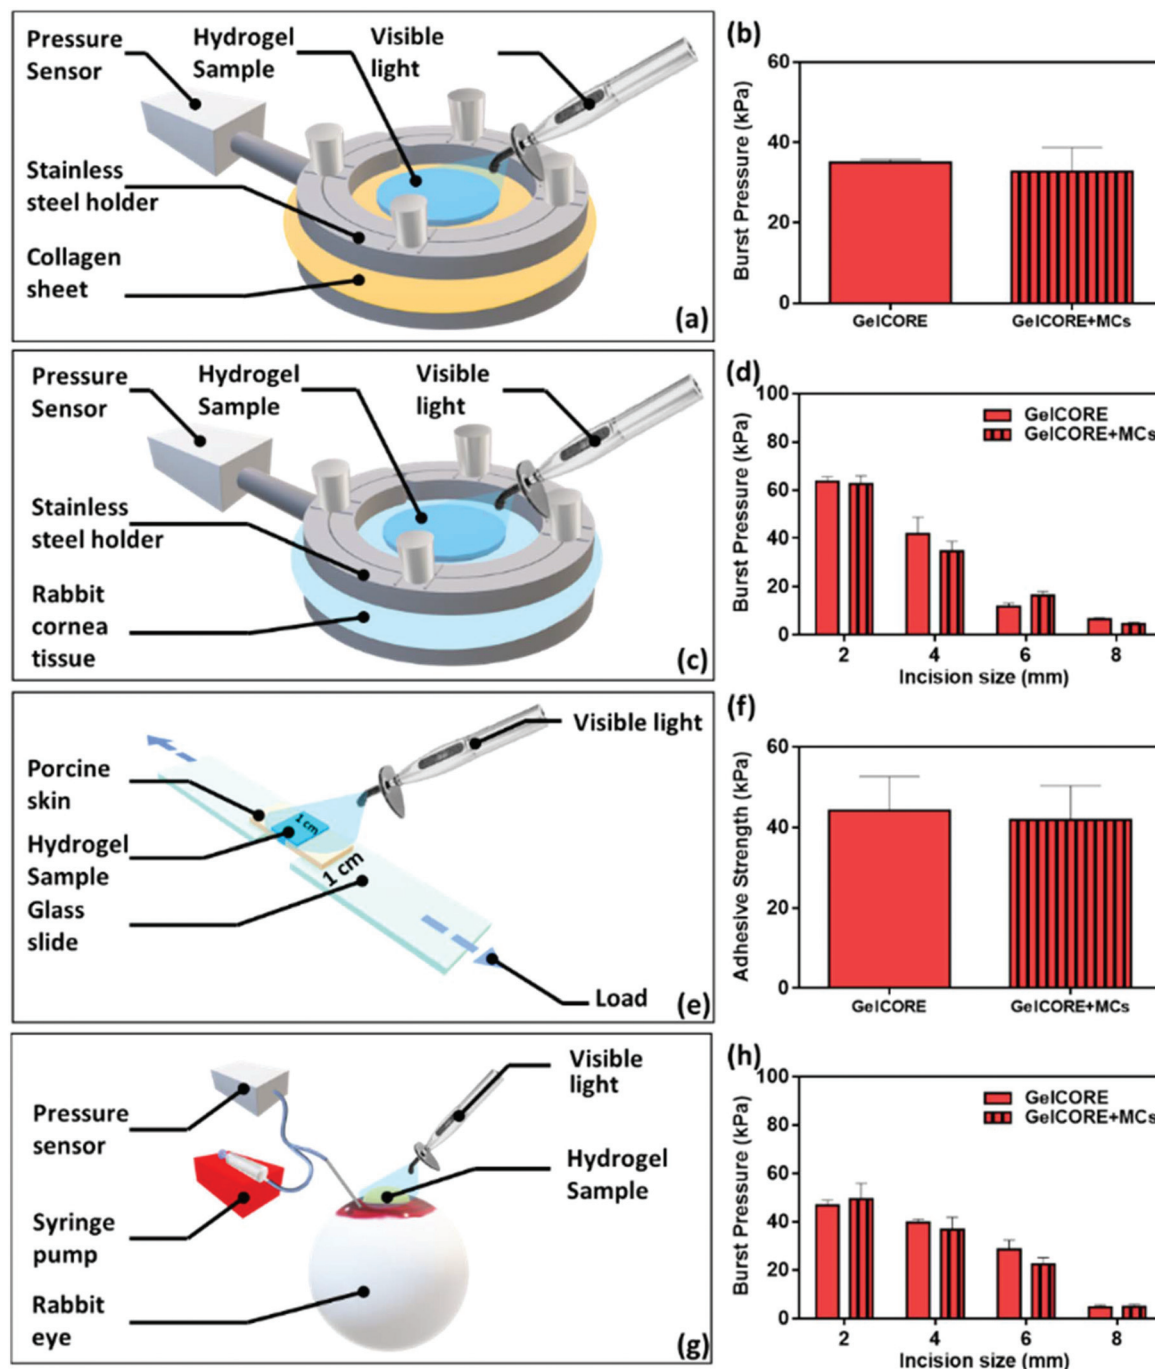 Pressure
Sensor
Hydrogel
Sample
Visible
light
Stainless
steel holder
Collagen
sheet
(a)
(b)
Burst Pressure (kPa)
60
40
20
0
GelCORE
GelCORE+MCs
Pressure
Sensor
Hydrogel
Sample
Visible
light
Stainless
steel holder
Rabbit
cornea
tissue
(c)
(d)
Burst Pressure (kPa)
100
80
60
40
20
0
GelCORE
GelCORE+MCs
2 4 6 8
Incision size (mm)
Visible light
Porcine
skin
1 cm
Hydrogel
Sample
1 cm
Glass
slide
Load
(e)
(f)
Adhesive Strength (kPa)
60
40
20
0
GelCORE
GelCORE+MCs
Visible
light
Pressure
sensor
Hydrogel
Sample
Syringe
pump
Rabbit
eye
(g)
(h)
Burst Pressure (kPa)
100
80
60
40
20
0
GelCORE
GelCORE+MCs
2 4 6 8
Incision size (mm)